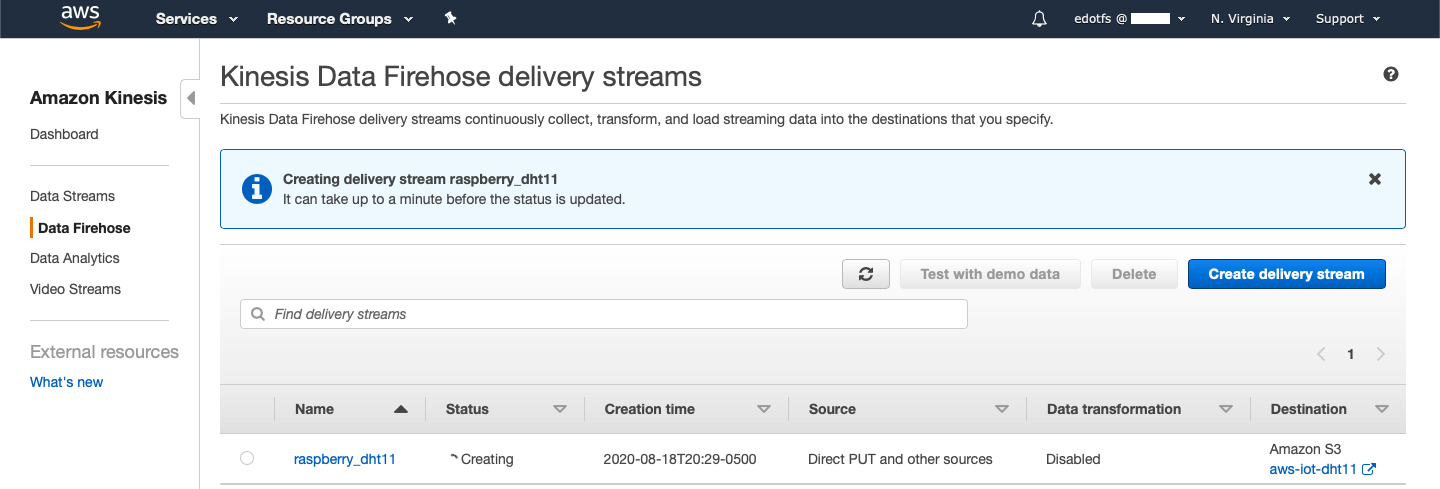 aws
Services
Resource Groups
edotfs @
N. Virginia
Support
Amazon Kinesis
Dashboard
Data Streams
Data Firehose
Data Analytics
Video Streams
External resources
What's new
Kinesis Data Firehose delivery streams
Kinesis Data Firehose delivery streams continuously collect, transform, and load streaming data into the destinations that you specify.
Creating delivery stream raspberry_dht11
It can take up to a minute before the status is updated.
Test with demo data
Delete
Create delivery stream
Find delivery streams
1
Name Status Creation time Source Data transformation Destination
raspberry_dht11 Creating 2020-08-18T20:29-0500 Direct PUT and other sources Disabled Amazon S3
aws-iot-dht11